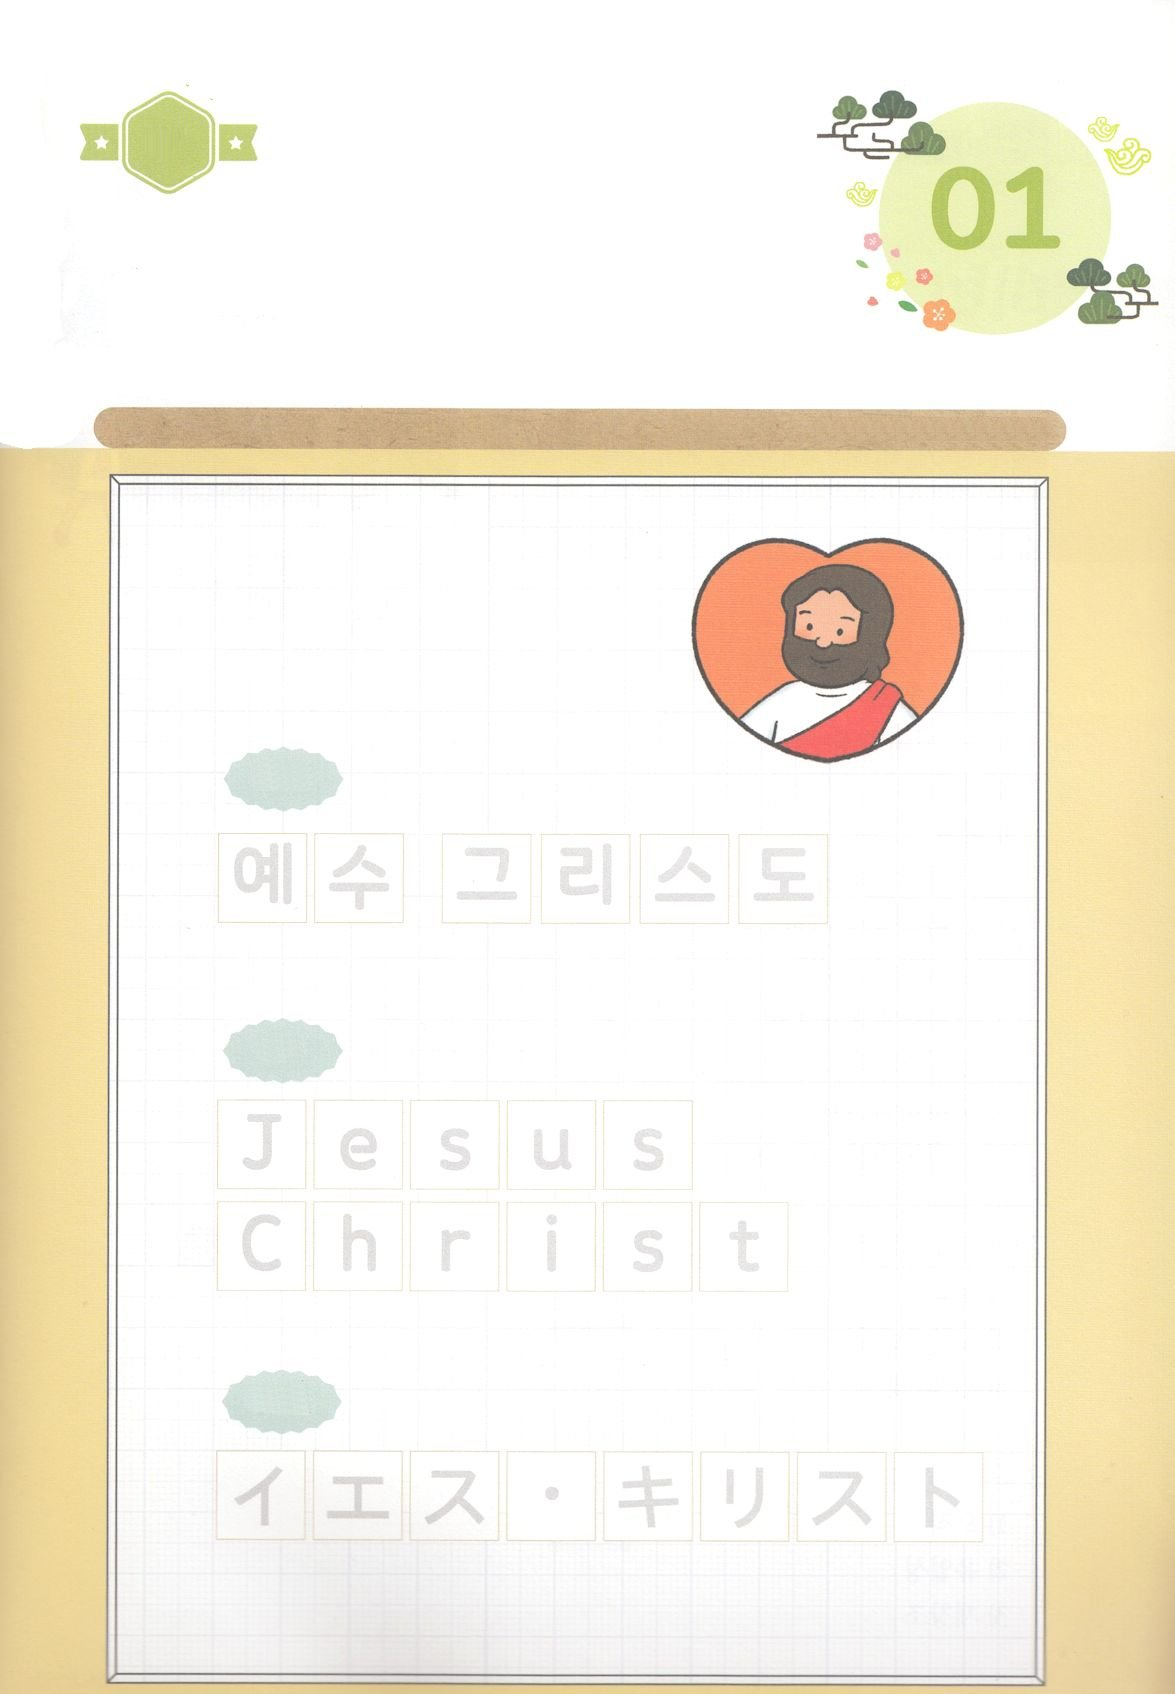 01
예수 그리스도
Jesus
Christ
イエス・キリスト